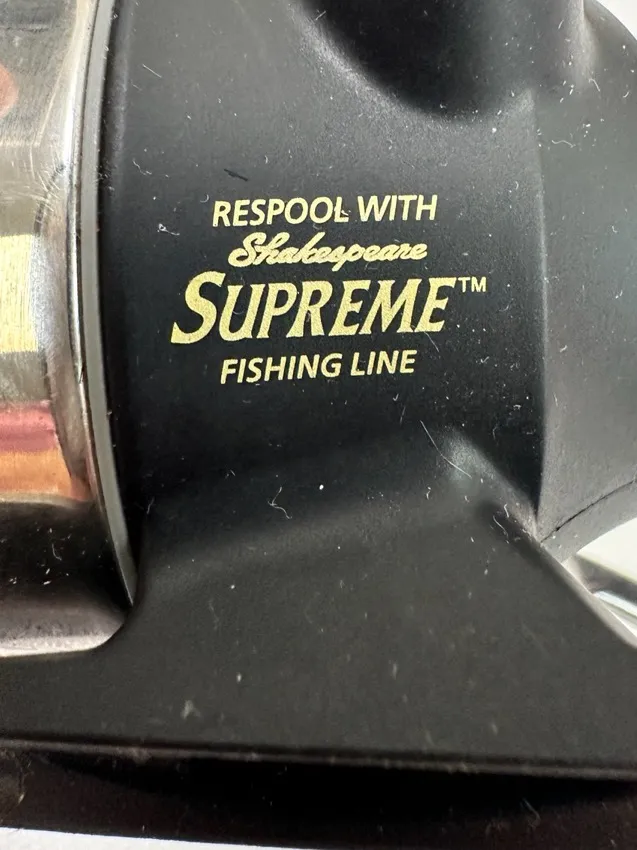 RESPOOL WITH
Shakespeare
SUPREME™
FISHING LINE